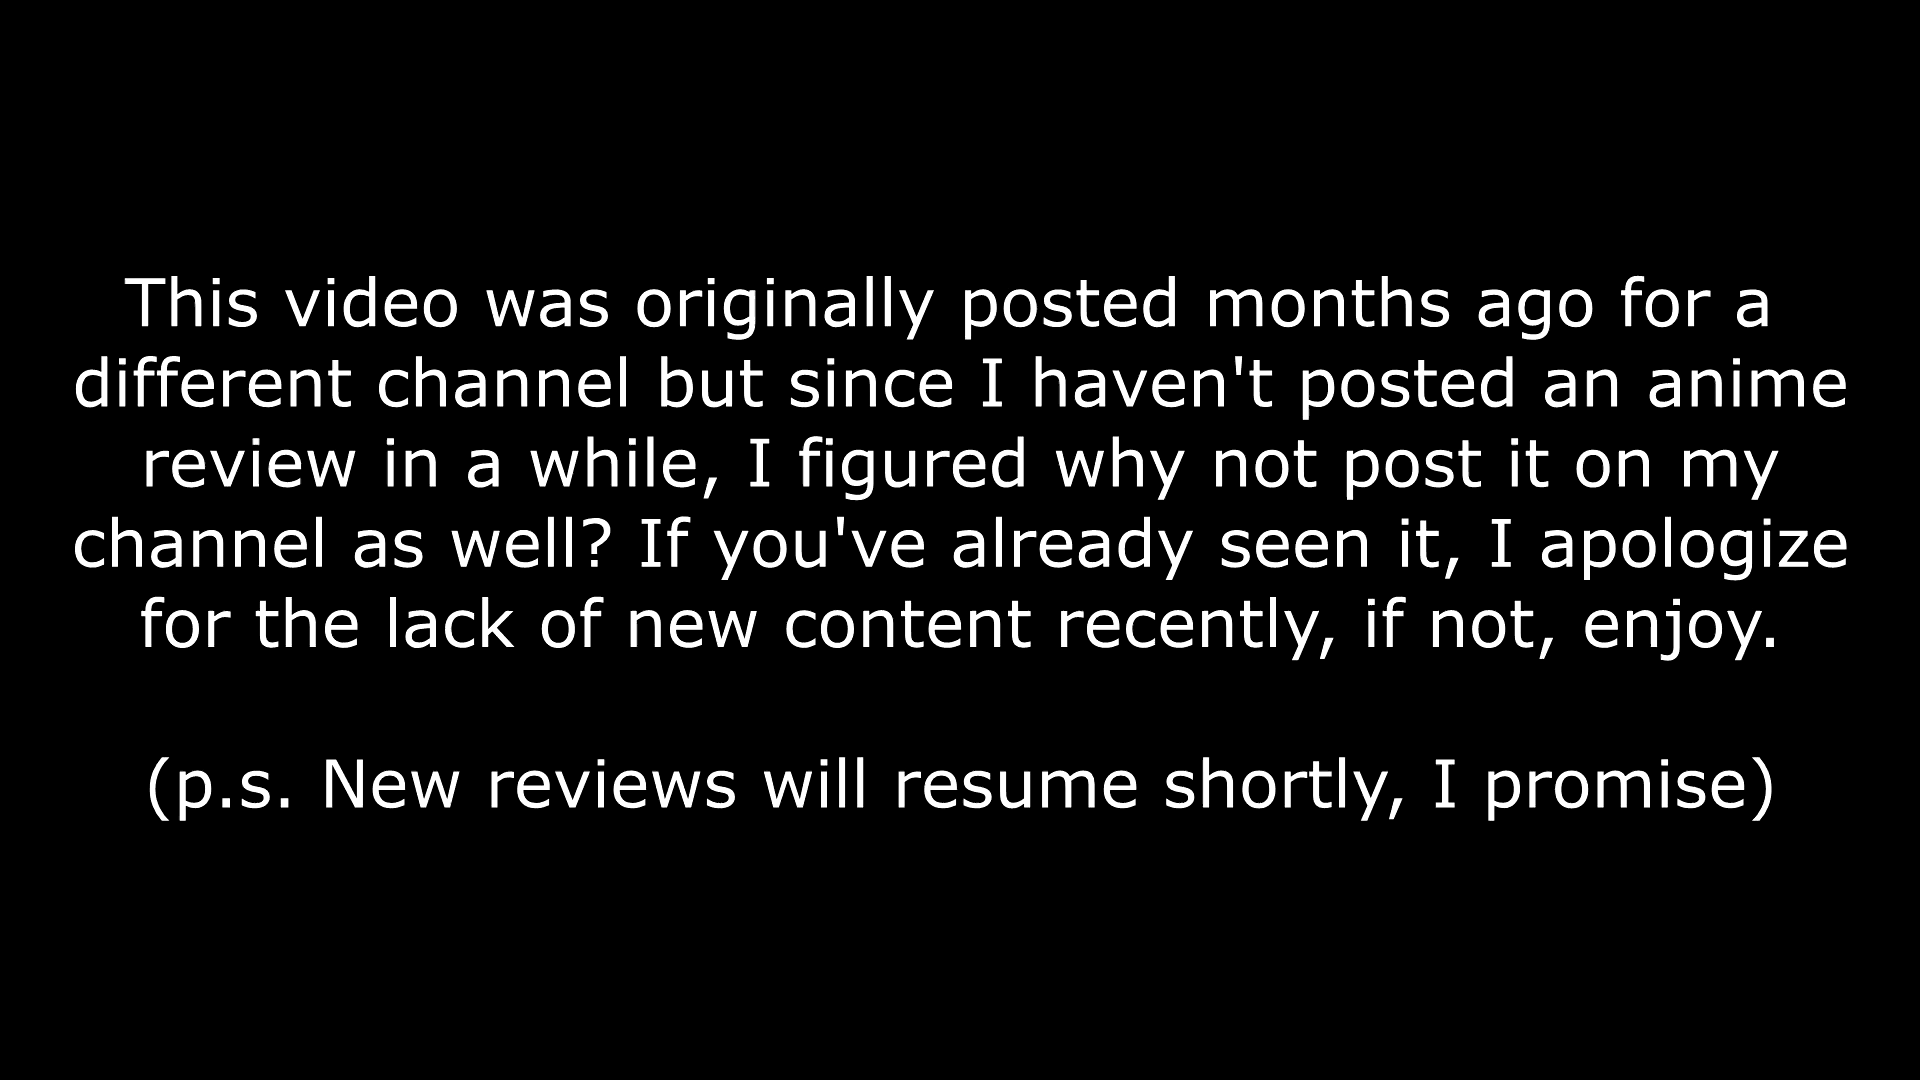 This video was originally posted months ago for a
different channel but since I haven't posted an anime
review in a while, I figured why not post it on my
channel as well? If you've already seen it, I apologize
for the lack of new content recently, if not, enjoy.
(p.s. New reviews will resume shortly, I promise)